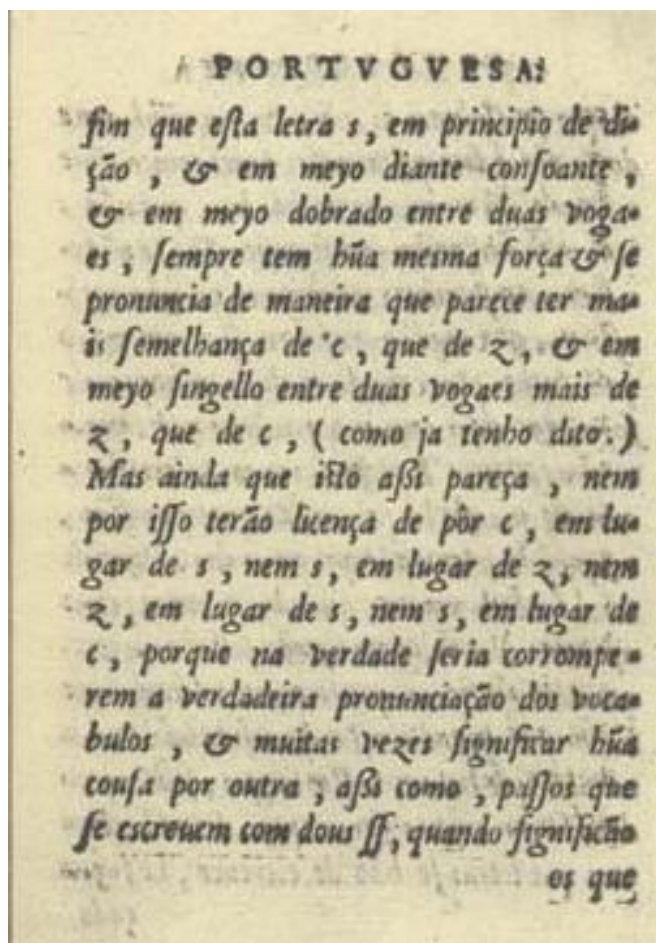 PORTVGVESA:
ſim que eſta letra s, em principio de di-
ção, & em meyo diante conſoante,
& em meyo dobrado entre duas voga-
es, ſempre tem hũa meſma força & ſe
pronuncia de maneira que parece ter ma-
is ſemelhança de c, que de z, & em
meyo ſingello entre duas vogaes mais de
z, que de c, (como ja tenho dito.)
Mas ainda que iſto aßi pareça, nem
por iſſo terão licença de pôr c, em lu-
gar de s, nem s, em lugar de z, nem
z, em lugar de s, nem s, em lugar de
c, porque na verdade ſeria corrompe-
rem a verdadeira pronunciação dos voca-
bulos, & muitas vezes ſignificar hũa
couſa por outra, aßi como, paſſos que
ſe eſcreuem com dous ſſ, quando ſignificão
os que